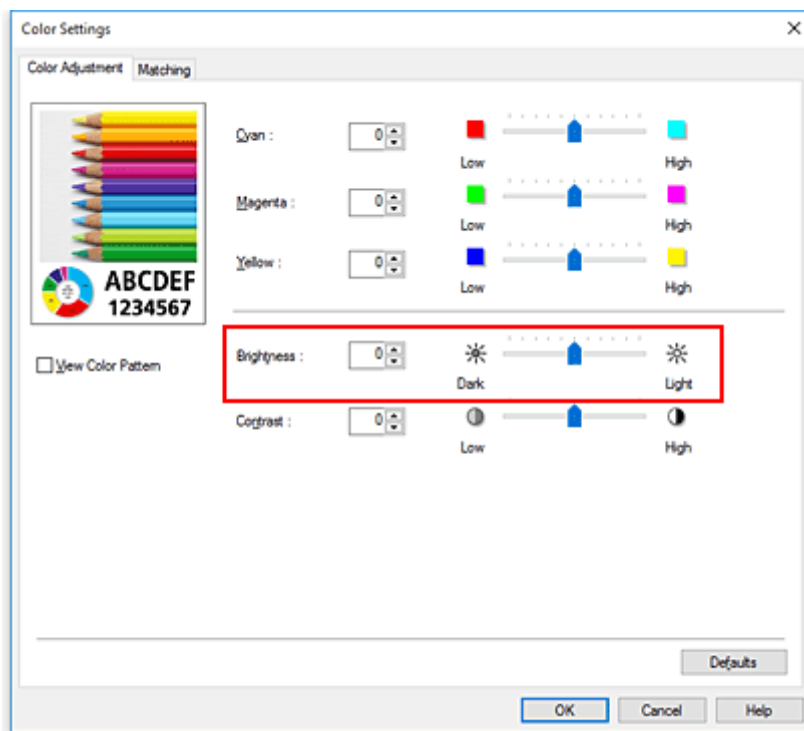 Color Settings
Color Adjustment Matching
Cyan : 0
Low High
Magenta : 0
Low High
Yellow : 0
Low High
ABCDEF
1234567
View Color Pattern
Brightness : 0
Dark Light
Contrast : 0
Low High
Defaults
OK Cancel Help